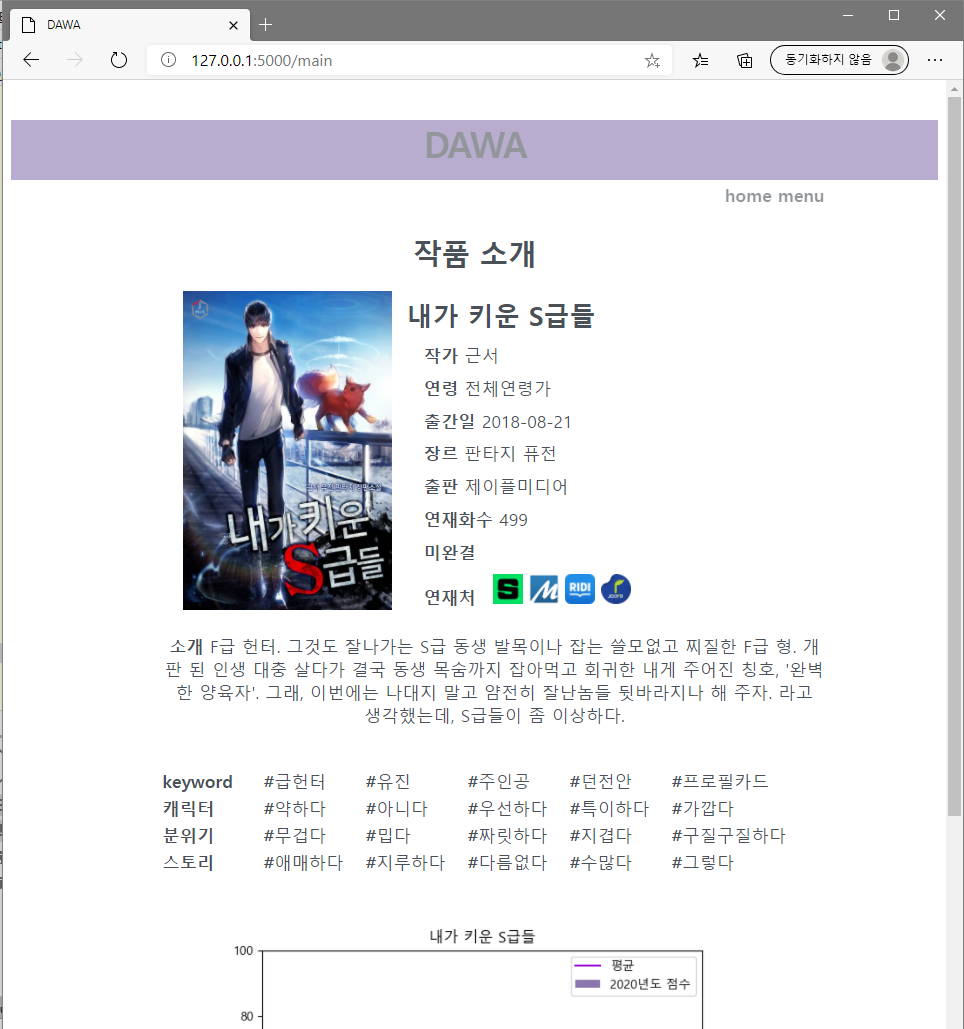 DAWA
127.0.0.1:5000/main
동기화하지 않음
DAWA
home menu
작품 소개
내가 키운 S급들
내가 키운
S급들
작가 근서
연령 전체연령가
출간일 2018-08-21
장르 판타지 퓨전
출판 제이플미디어
연재화수 499
미완결
연재처 S M RIDI
소개 F급 헌터. 그것도 잘나가는 S급 동생 발목이나 잡는 쓸모없고 찌질한 F급 형. 개
판 된 인생 대충 살다가 결국 동생 목숨까지 잡아먹고 회귀한 내게 주어진 칭호, '완벽
한 양육자'. 그래, 이번에는 나대지 말고 얌전히 잘난놈들 뒷바라지나 해 주자. 라고
생각했는데, S급들이 좀 이상하다.
keyword #급헌터 #유진 #주인공 #던전안 #프로필카드
캐릭터 #약하다 #아니다 #우선하다 #특이하다 #가깝다
분위기 #무겁다 #밉다 #짜릿하다 #지겹다 #구질구질하다
스토리 #애매하다 #지루하다 #다름없다 #수많다 #그렇다
내가 키운 S급들
100
평균
2020년도 점수
80